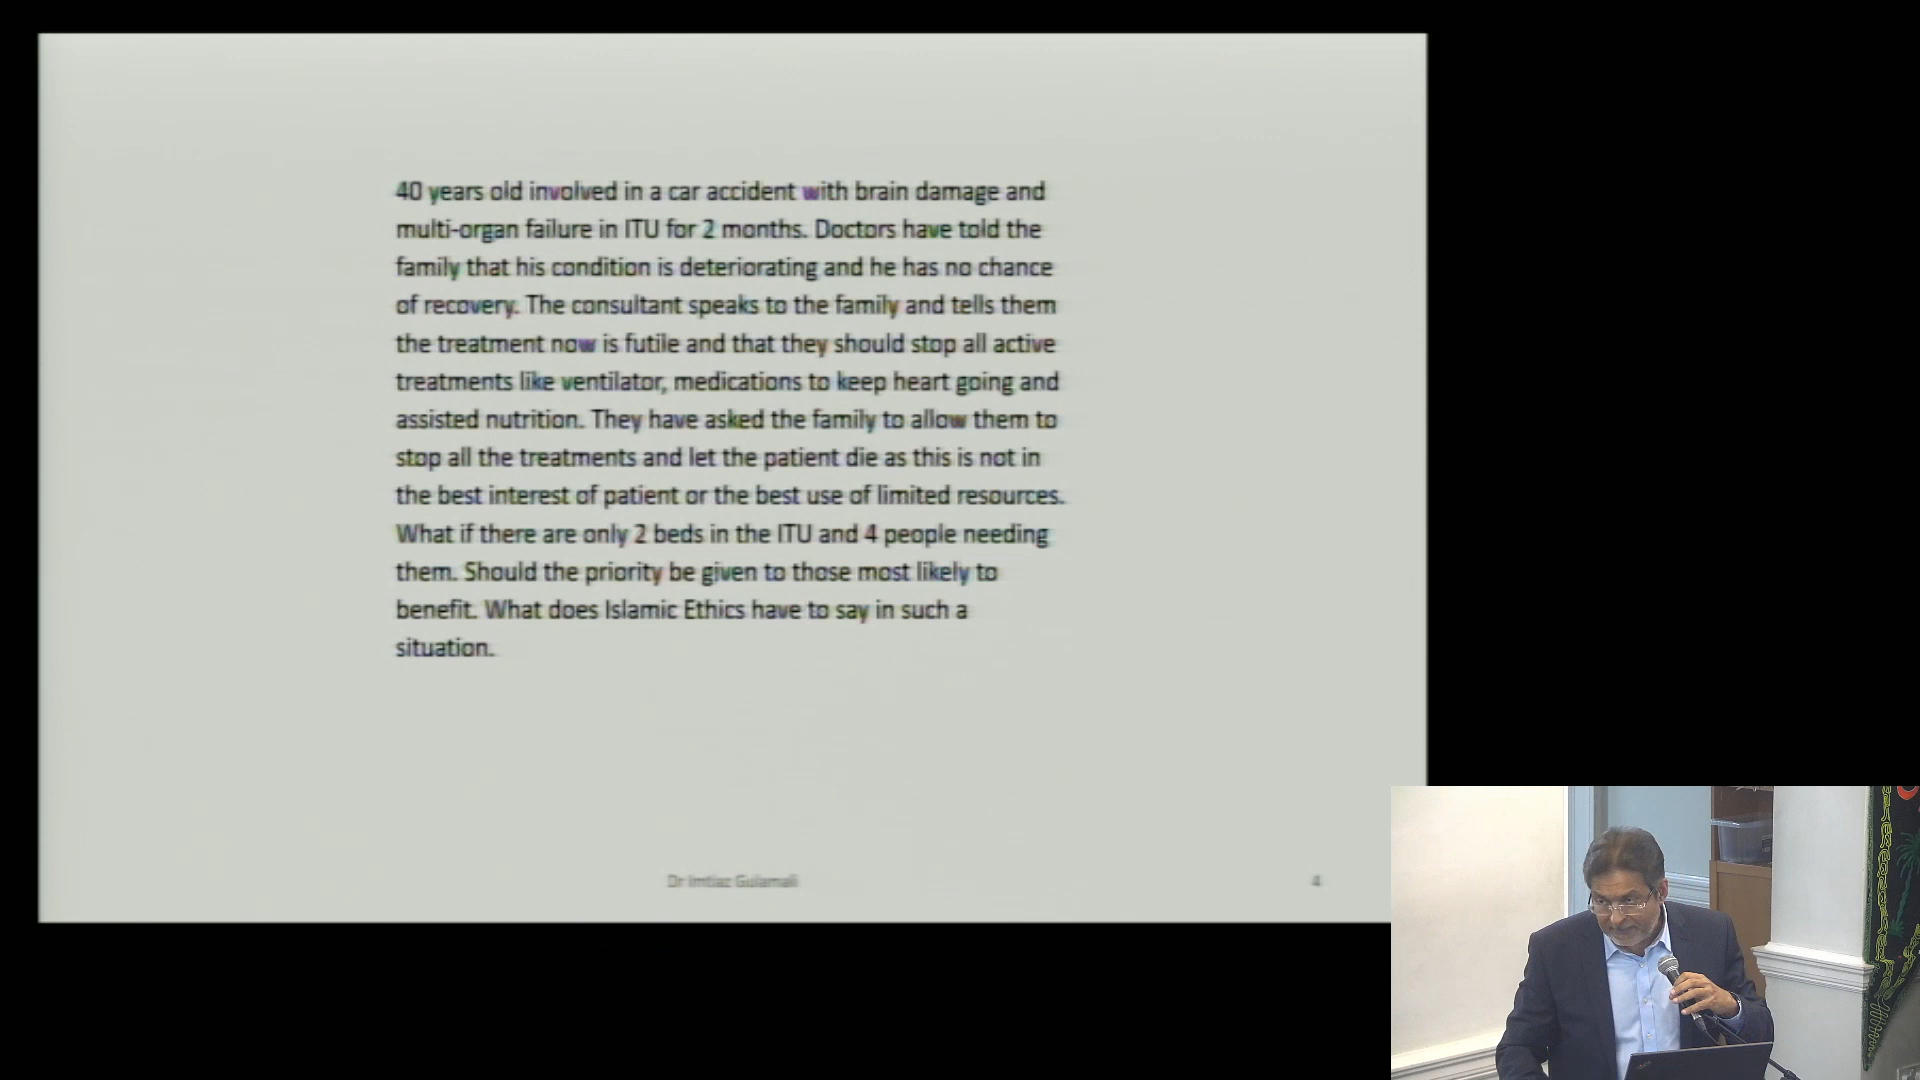 40 years old involved in a car accident with brain damage and
multi-organ failure in ITU for 2 months. Doctors have told the
family that his condition is deteriorating and he has no chance
of recovery. The consultant speaks to the family and tells them
the treatment now is futile and that they should stop all active
treatments like ventilator, medications to keep heart going and
assisted nutrition. They have asked the family to allow them to
stop all the treatments and let the patient die as this is not in
the best interest of patient or the best use of limited resources.
What if there are only 2 beds in the ITU and 4 people needing
them. Should the priority be given to those most likely to
benefit. What does Islamic Ethics have to say in such a
situation.
Dr Imtiaz Gulamali
4